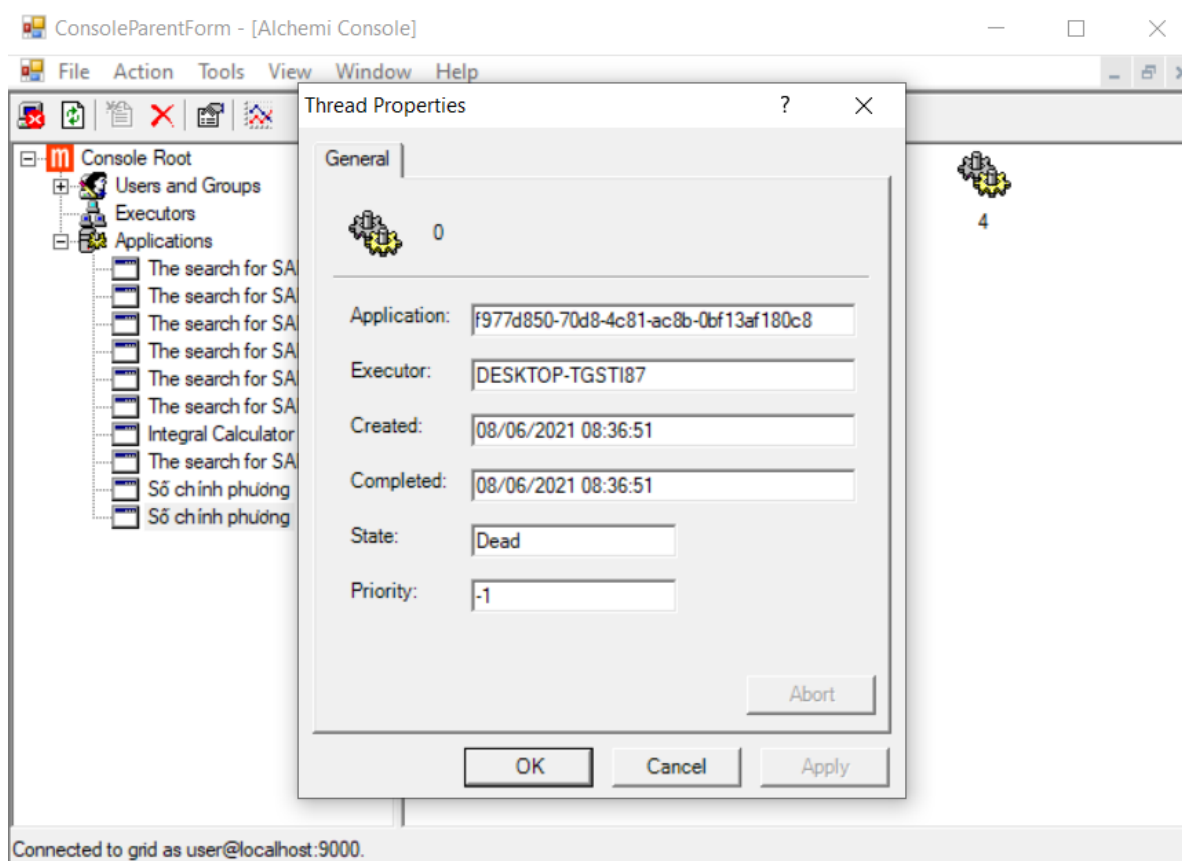 ConsoleParentForm - [Alchemi Console]
File Action Tools View Window Help
Thread Properties
General
0
Application: f977d850-70d8-4c81-ac8b-0bf13af180c8
Executor: DESKTOP-TGSTI87
Created: 08/06/2021 08:36:51
Completed: 08/06/2021 08:36:51
State: Dead
Priority: -1
Abort
OK Cancel Apply
Console Root
Users and Groups
Executors
Applications
The search for SA
The search for SA
The search for SA
The search for SA
The search for SA
The search for SA
Integral Calculator
The search for SA
Số chính phương
Số chính phương
4
Connected to grid as user@localhost:9000.